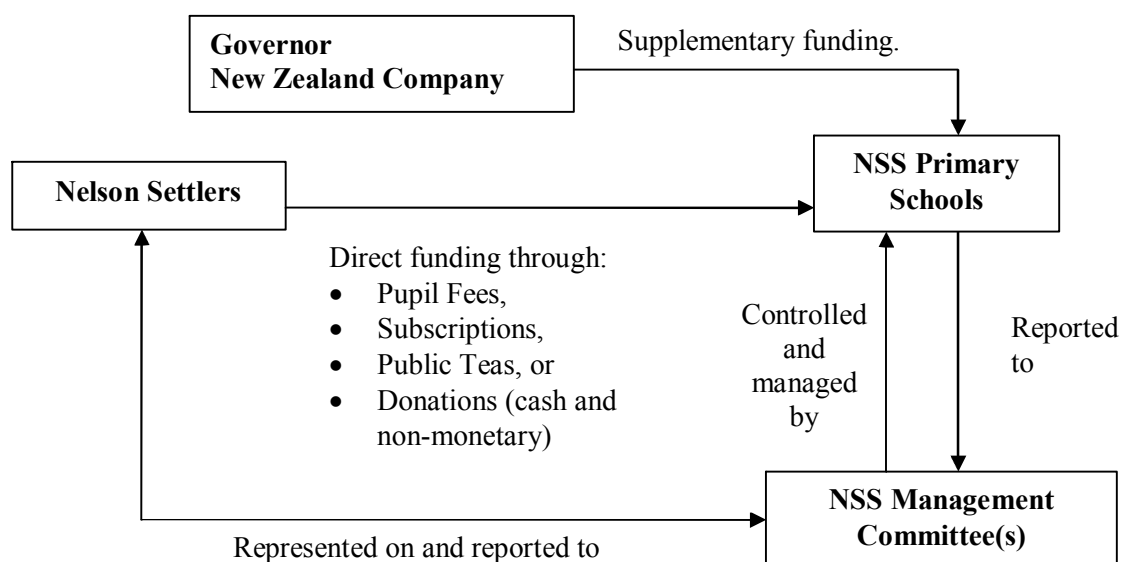 Governor
New Zealand Company
Supplementary funding.
NSS Primary
Schools
Nelson Settlers
Direct funding through:
• Pupil Fees,
• Subscriptions,
• Public Teas, or
• Donations (cash and
non-monetary)
Controlled
and
managed
by
Reported
to
NSS Management
Committee(s)
Represented on and reported to